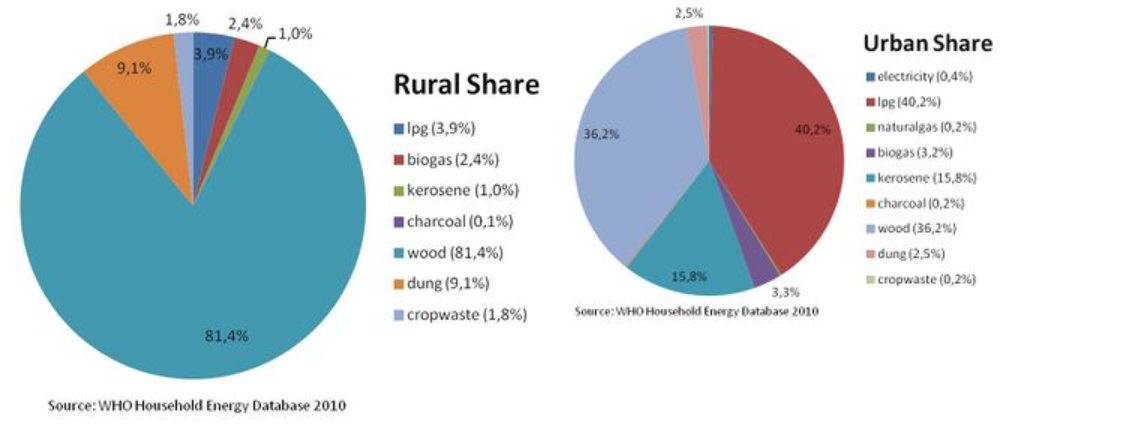 1,8%
2,4%
1,0%
3,9%
9,1%
81,4%
Rural Share
lpg (3,9%)
biogas (2,4%)
kerosene (1,0%)
charcoal (0,1%)
wood (81,4%)
dung (9,1%)
cropwaste (1,8%)
Source: WHO Household Energy Database 2010
2,5%
40,2%
36,2%
15,8%
3,3%
Urban Share
electricity (0,4%)
lpg (40,2%)
naturalgas (0,2%)
biogas (3,2%)
kerosene (15,8%)
charcoal (0,2%)
wood (36,2%)
dung (2,5%)
cropwaste (0,2%)
Source: WHO Household Energy Database 2010